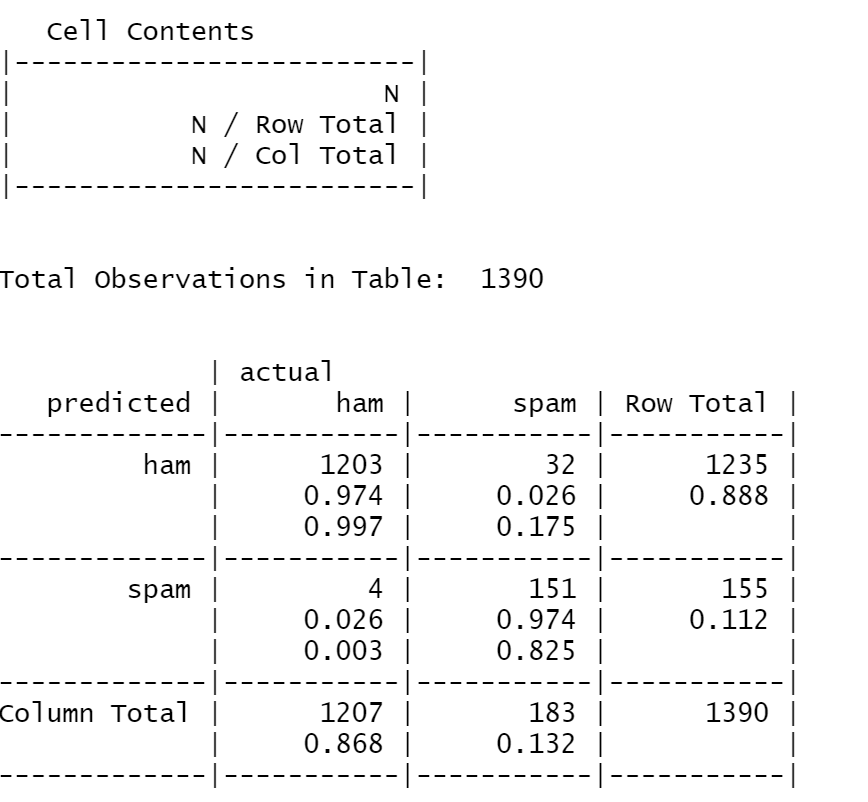 Cell Contents
|-------------------------|
|                       N |
|           N / Row Total |
|           N / Col Total |
|-------------------------|
Total Observations in Table:  1390
             | actual
   predicted |       ham |      spam | Row Total |
-------------|-----------|-----------|-----------|
         ham |      1203 |        32 |      1235 |
             |     0.974 |     0.026 |     0.888 |
             |     0.997 |     0.175 |           |
-------------|-----------|-----------|-----------|
        spam |         4 |       151 |       155 |
             |     0.026 |     0.974 |     0.112 |
             |     0.003 |     0.825 |           |
-------------|-----------|-----------|-----------|
Column Total |      1207 |       183 |      1390 |
             |     0.868 |     0.132 |           |
-------------|-----------|-----------|-----------|